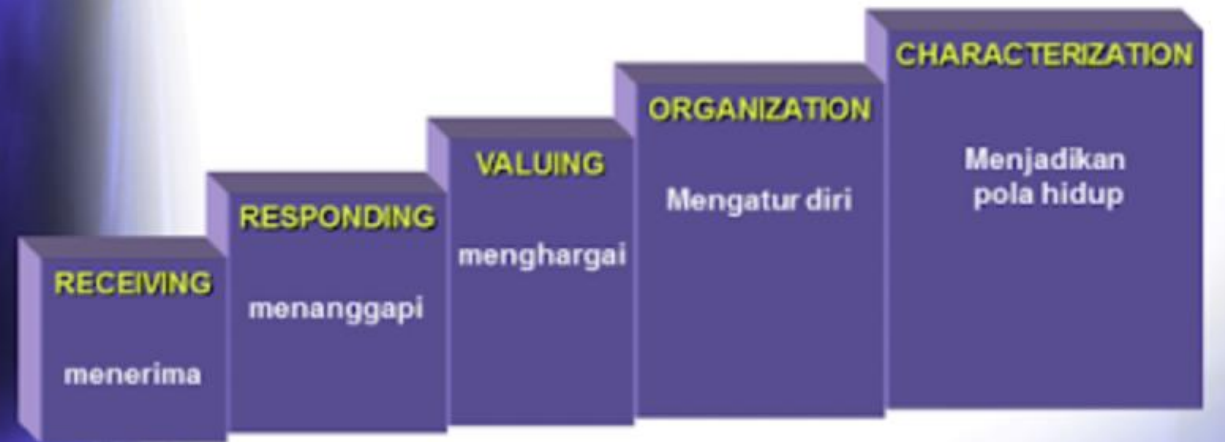 RECEIVING
menerima
RESPONDING
menanggapi
VALUING
menghargai
ORGANIZATION
Mengatur diri
CHARACTERIZATION
Menjadikan
pola hidup